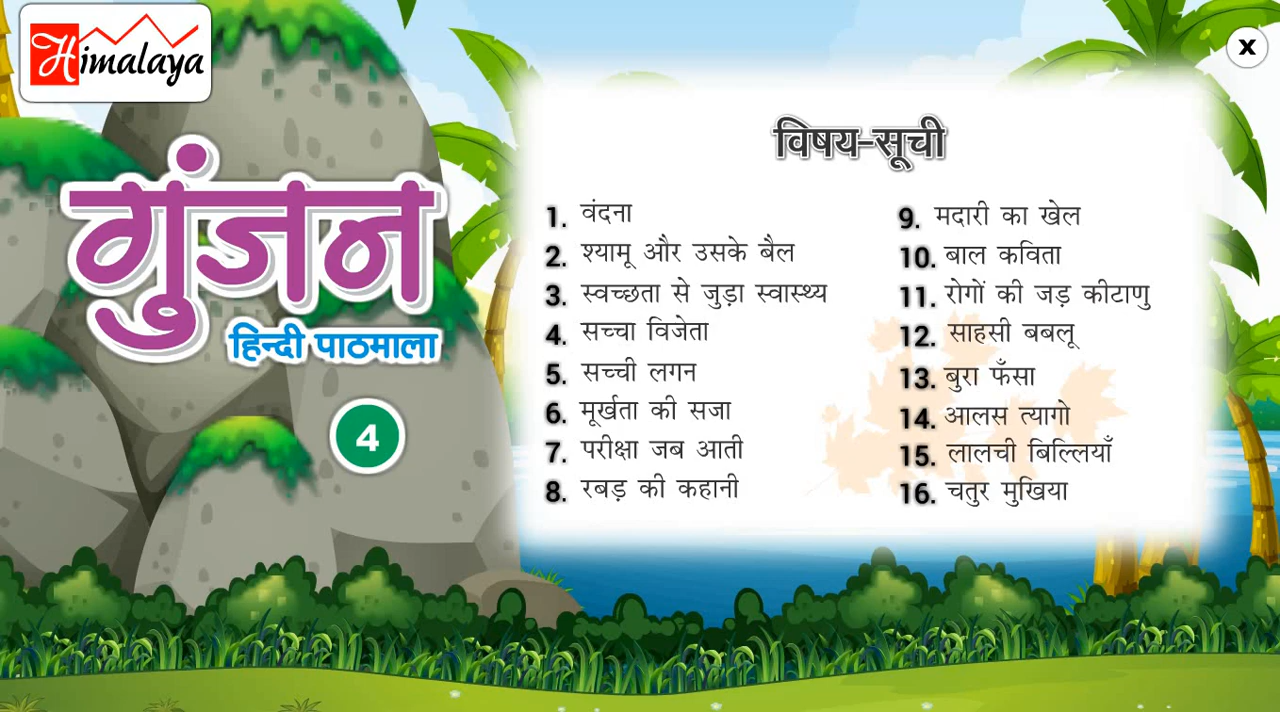 Himalaya
गुंजन
हिन्दी पाठमाला
4
X
विषय-सूची
1. वंदना
2. श्यामू और उसके बैल
3. स्वच्छता से जुड़ा स्वास्थ्य
4. सच्चा विजेता
5. सच्ची लगन
6. मूर्खता की सजा
7. परीक्षा जब आती
8. रबड़ की कहानी
9. मदारी का खेल
10. बाल कविता
11. रोगों की जड़ कीटाणु
12. साहसी बबलू
13. बुरा फँसा
14. आलस त्यागो
15. लालची बिल्लियाँ
16. चतुर मुखिया